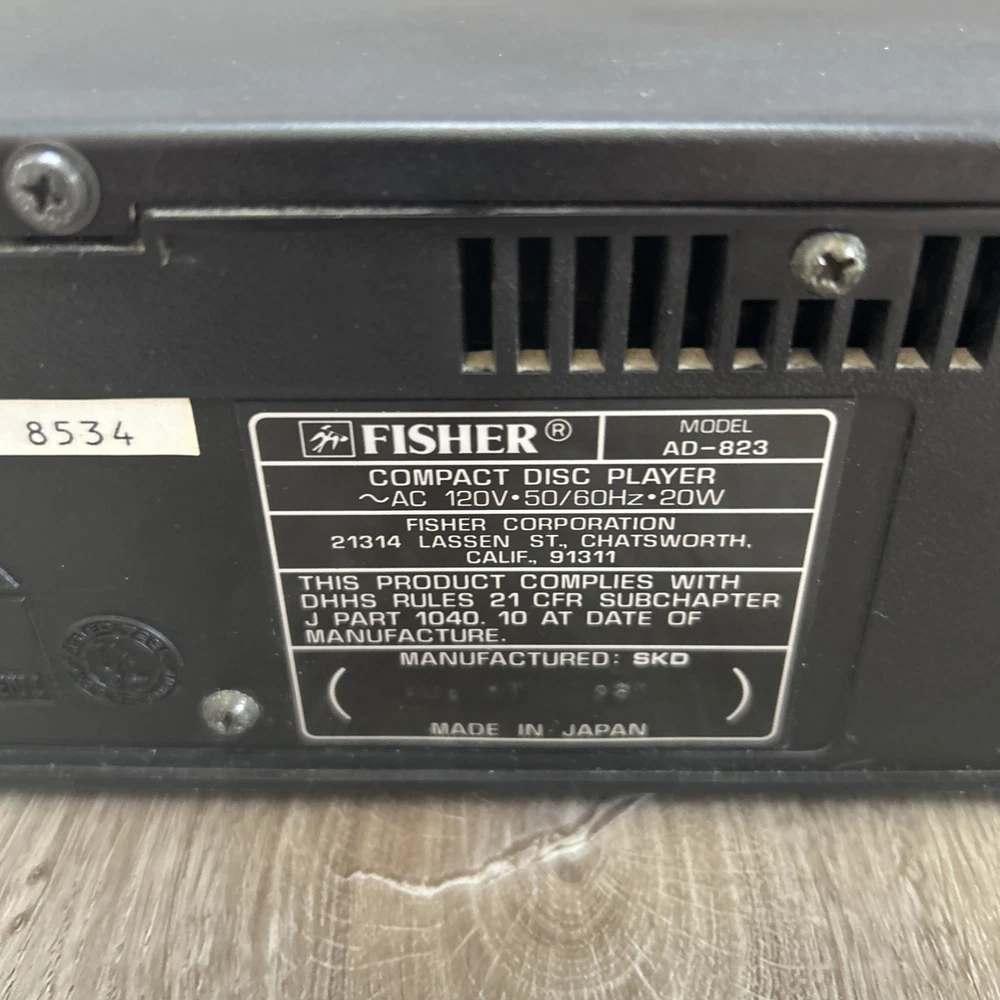 8534
FISHER®
MODEL
AD-823
COMPACT DISC PLAYER
~AC 120V•50/60Hz•20W
FISHER CORPORATION
21314 LASSEN ST., CHATSWORTH,
CALIF., 91311
THIS PRODUCT COMPLIES WITH
DHHS RULES 21 CFR SUBCHAPTER
J PART 1040. 10 AT DATE OF
MANUFACTURE.
MANUFACTURED: SKD
( )
MADE IN JAPAN